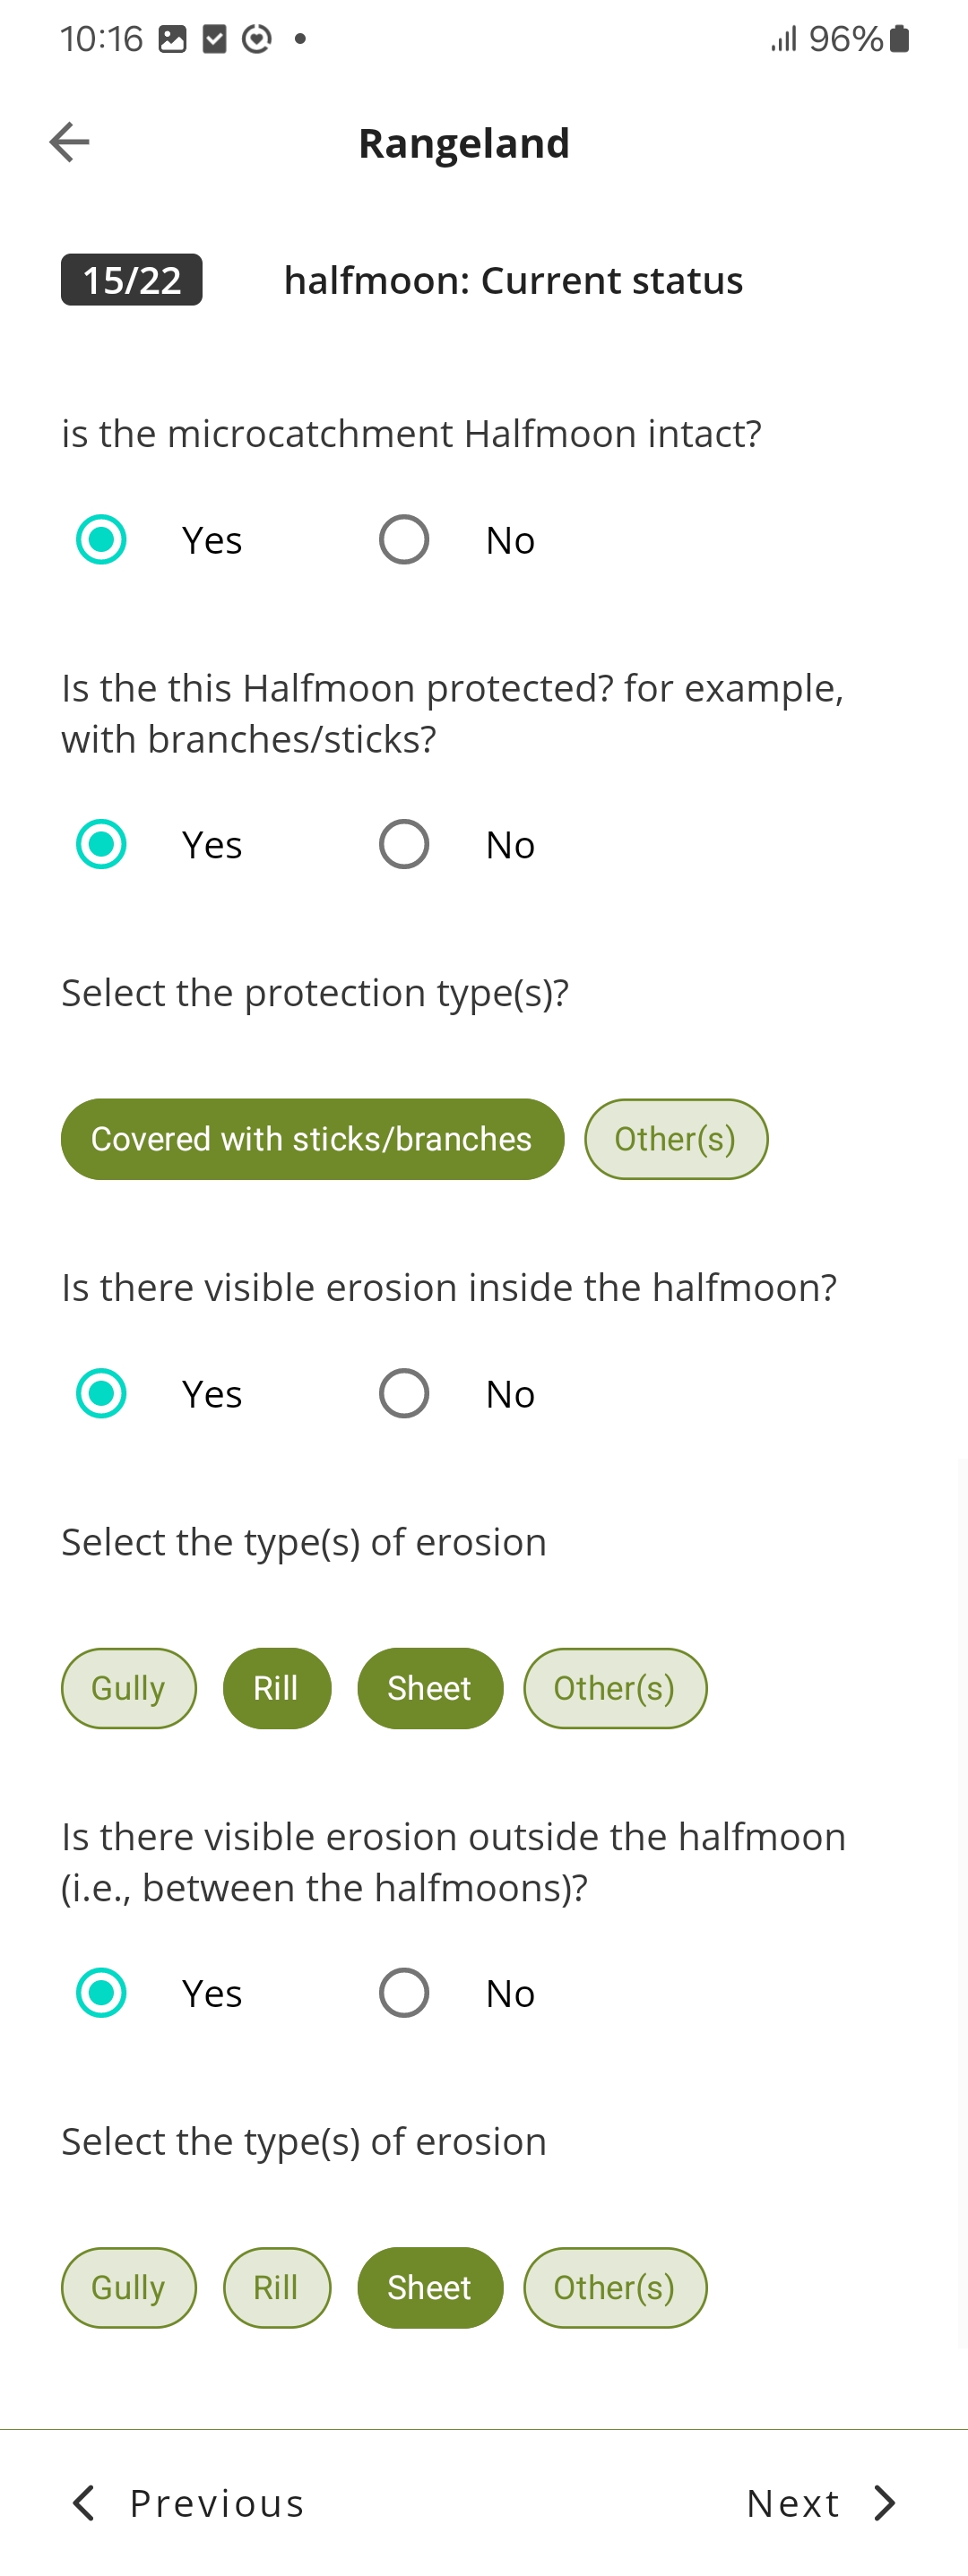 10:16
96%
Rangeland
15/22
halfmoon: Current status
is the microcatchment Halfmoon intact?
Yes No
Is the this Halfmoon protected? for example,
with branches/sticks?
Yes No
Select the protection type(s)?
Covered with sticks/branches Other(s)
Is there visible erosion inside the halfmoon?
Yes No
Select the type(s) of erosion
Gully Rill Sheet Other(s)
Is there visible erosion outside the halfmoon
(i.e., between the halfmoons)?
Yes No
Select the type(s) of erosion
Gully Rill Sheet Other(s)
Previous Next